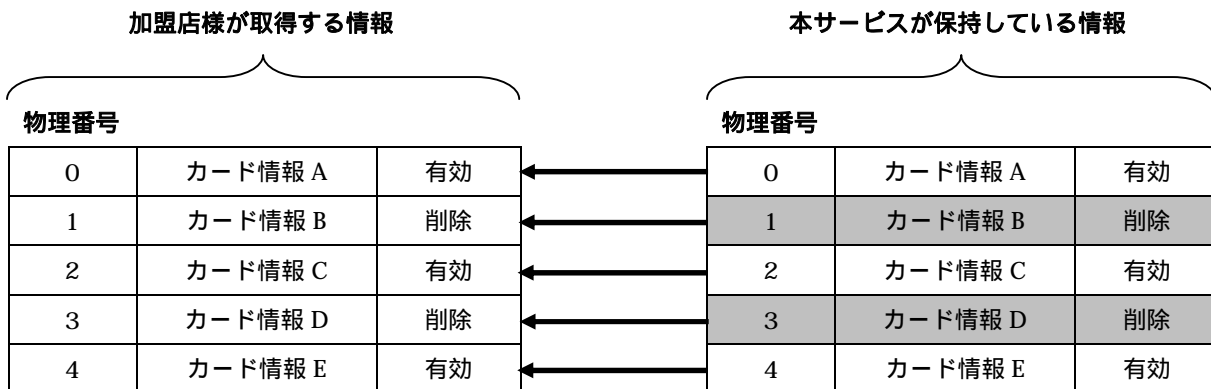 加盟店様が取得する情報 本サービスが保持している情報
物理番号 物理番号
0 カード情報 A 有効 0 カード情報 A 有効
1 カード情報 B 削除 1 カード情報 B 削除
2 カード情報 C 有効 2 カード情報 C 有効
3 カード情報 D 削除 3 カード情報 D 削除
4 カード情報 E 有効 4 カード情報 E 有効